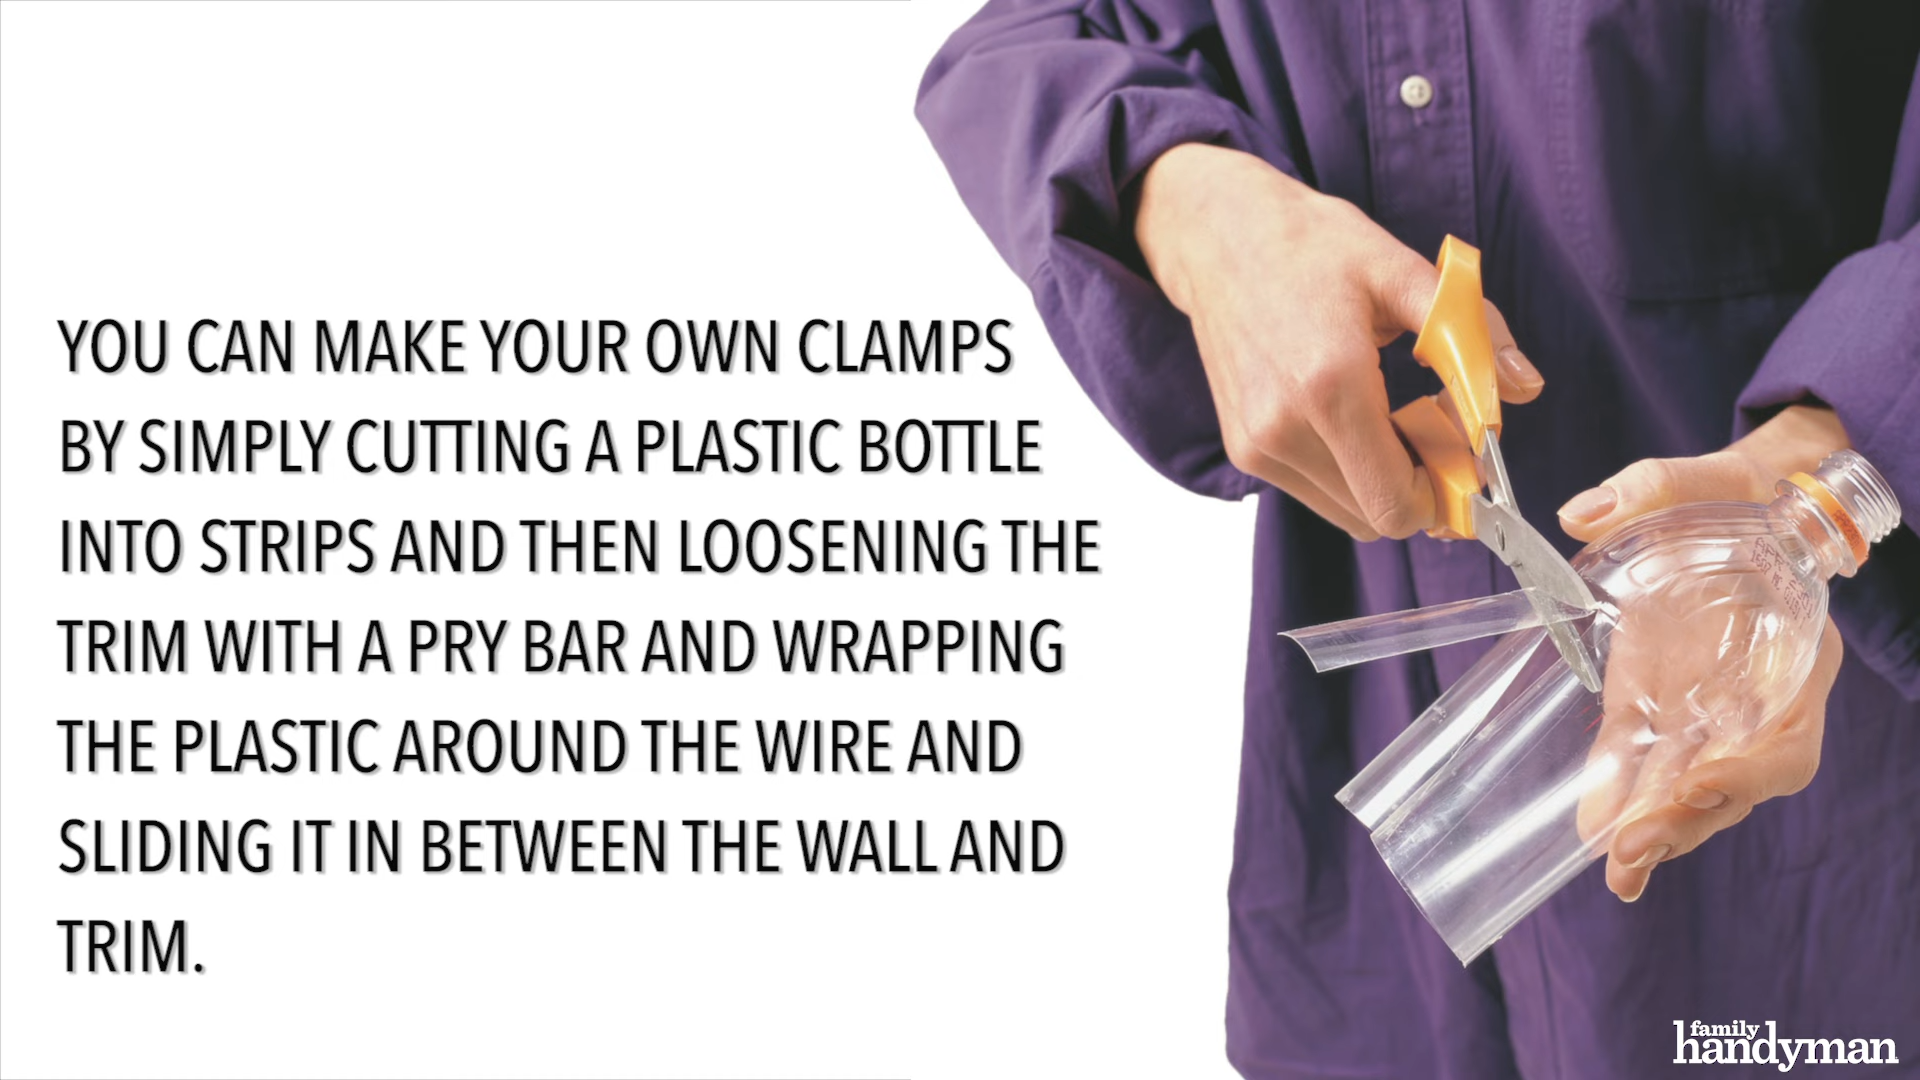 YOU CAN MAKE YOUR OWN CLAMPS
BY SIMPLY CUTTING A PLASTIC BOTTLE
INTO STRIPS AND THEN LOOSENING THE
TRIM WITH A PRY BAR AND WRAPPING
THE PLASTIC AROUND THE WIRE AND
SLIDING IT IN BETWEEN THE WALL AND
TRIM.
family
handyman